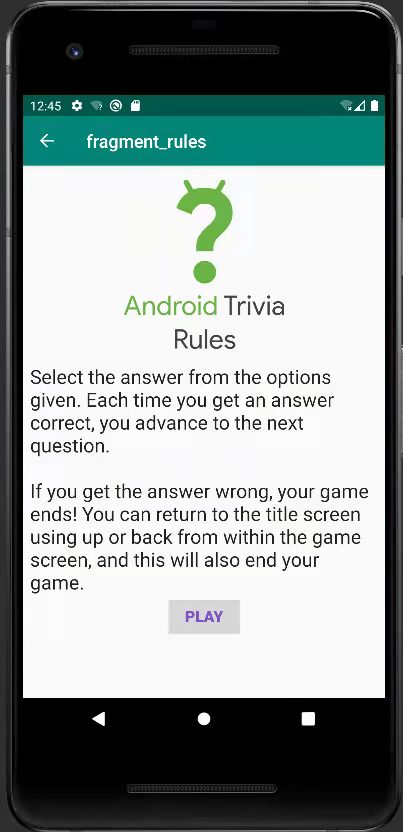 12:45
fragment_rules
Android Trivia
Rules
Select the answer from the options
given. Each time you get an answer
correct, you advance to the next
question.
If you get the answer wrong, your game
ends! You can return to the title screen
using up or back from within the game
screen, and this will also end your
game.
PLAY